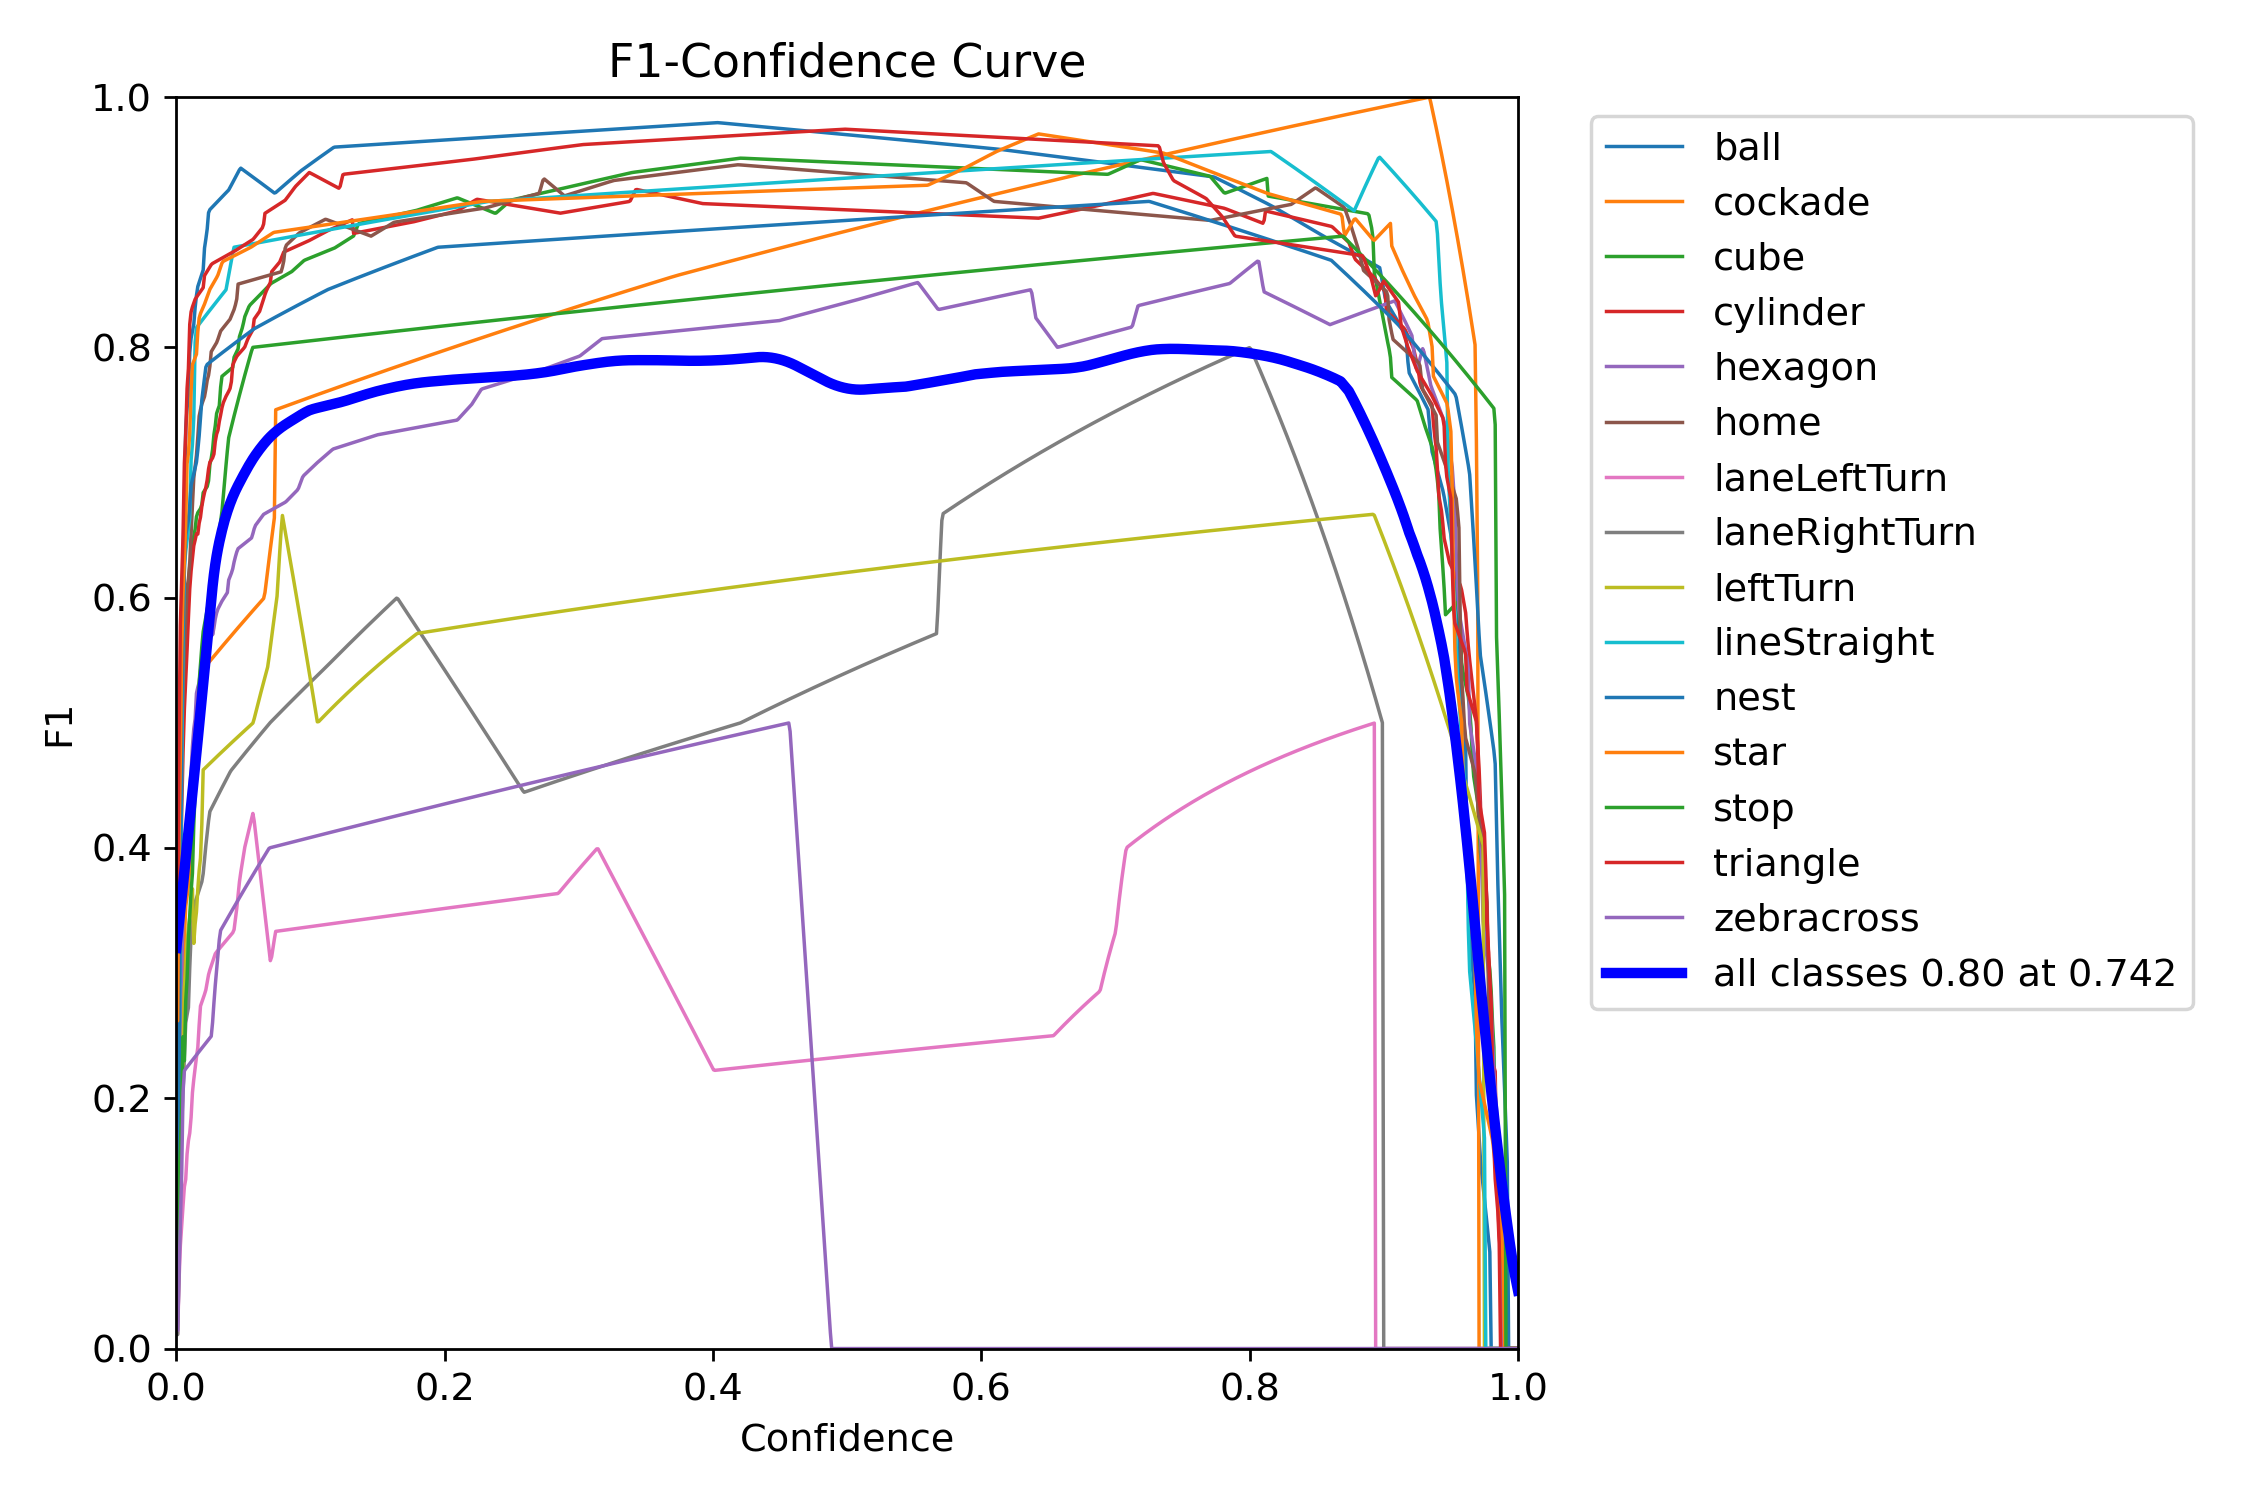 F1-Confidence Curve
1.0
0.8
0.6
0.4
0.2
0.0
F1
0.0 0.2 0.4 0.6 0.8 1.0
Confidence
ball
cockade
cube
cylinder
hexagon
home
laneLeftTurn
laneRightTurn
leftTurn
lineStraight
nest
star
stop
triangle
zebracross
all classes 0.80 at 0.742